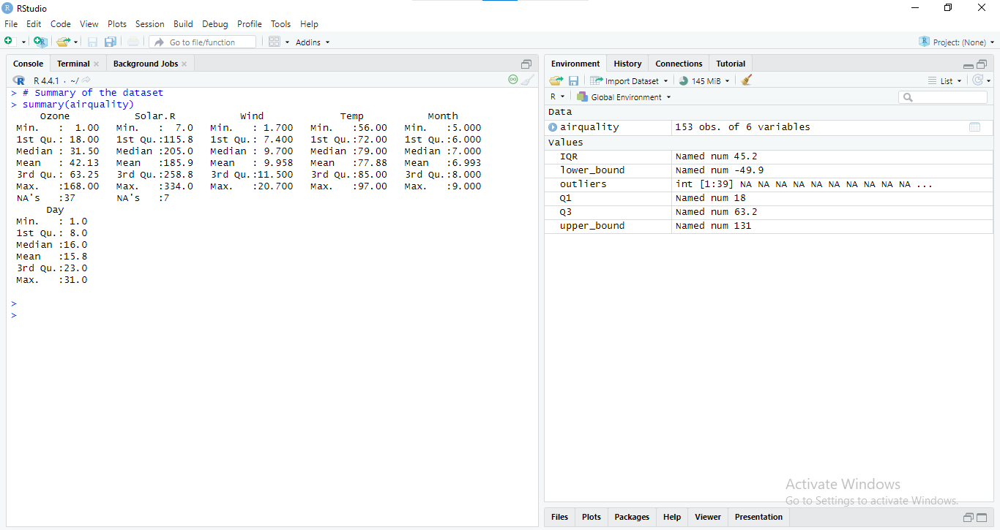 RStudio
File Edit Code View Plots Session Build Debug Profile Tools Help
Go to file/function Addins Project: (None)
Console Terminal Background Jobs
R 4.4.1 · ~/
> # Summary of the dataset
> summary(airquality)
Ozone Solar.R Wind Temp Month
Min. : 1.00 Min. : 7.0 Min. : 1.700 Min. :56.00 Min. :5.000
1st Qu.: 18.00 1st Qu.:115.8 1st Qu.: 7.400 1st Qu.:72.00 1st Qu.:6.000
Median : 31.50 Median :205.0 Median : 9.700 Median :79.00 Median :7.000
Mean : 42.13 Mean :185.9 Mean : 9.958 Mean :77.88 Mean :6.993
3rd Qu.: 63.25 3rd Qu.:258.8 3rd Qu.:11.500 3rd Qu.:85.00 3rd Qu.:8.000
Max. :168.00 Max. :334.0 Max. :20.700 Max. :97.00 Max. :9.000
NA's :37 NA's :7
Day
Min. : 1.0
1st Qu.: 8.0
Median :16.0
Mean :15.8
3rd Qu.:23.0
Max. :31.0
>
>
Environment History Connections Tutorial
Import Dataset 145 MiB List
R Global Environment
Data
airquality 153 obs. of 6 variables
Values
IQR Named num 45.2
lower_bound Named num -49.9
outliers int [1:39] NA NA NA NA NA NA NA NA NA NA ...
Q1 Named num 18
Q3 Named num 63.2
upper_bound Named num 131
Activate Windows
Go to Settings to activate Windows.
Files Plots Packages Help Viewer Presentation